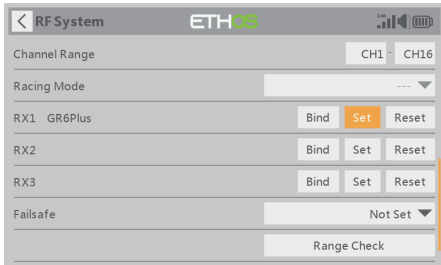 RF System ETHOS
Channel Range CH1 - CH16
Racing Mode ---
RX1 GR6Plus Bind Set Reset
RX2 Bind Set Reset
RX3 Bind Set Reset
Failsafe Not Set
Range Check